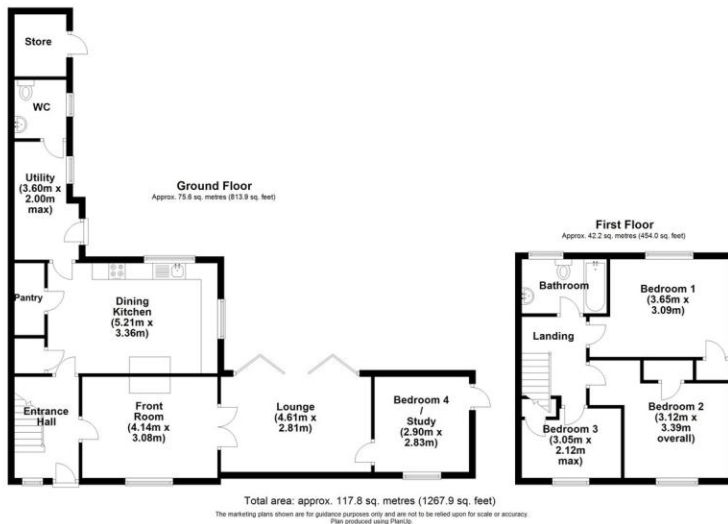 Store
WC
Utility
(3.60m x
2.00m
max)
Ground Floor
Approx. 75.6 sq. metres (813.9 sq. feet)
Pantry
Dining
Kitchen
(5.21m x
3.36m)
Entrance
Hall
Front
Room
(4.14m x
3.08m)
Lounge
(4.61m x
2.81m)
Bedroom 4
/
Study
(2.90m x
2.83m)
First Floor
Approx. 42.2 sq. metres (454.0 sq. feet)
Bathroom
Bedroom 1
(3.65m x
3.09m)
Landing
Bedroom 2
(3.12m x
3.39m
overall)
Bedroom 3
(3.05m x
2.12m
max)
Total area: approx. 117.8 sq. metres (1267.9 sq. feet)
The marketing plans shown are for guidance purposes only and are not to be relied upon for scale or accuracy.
Plan produced using PlanUp.